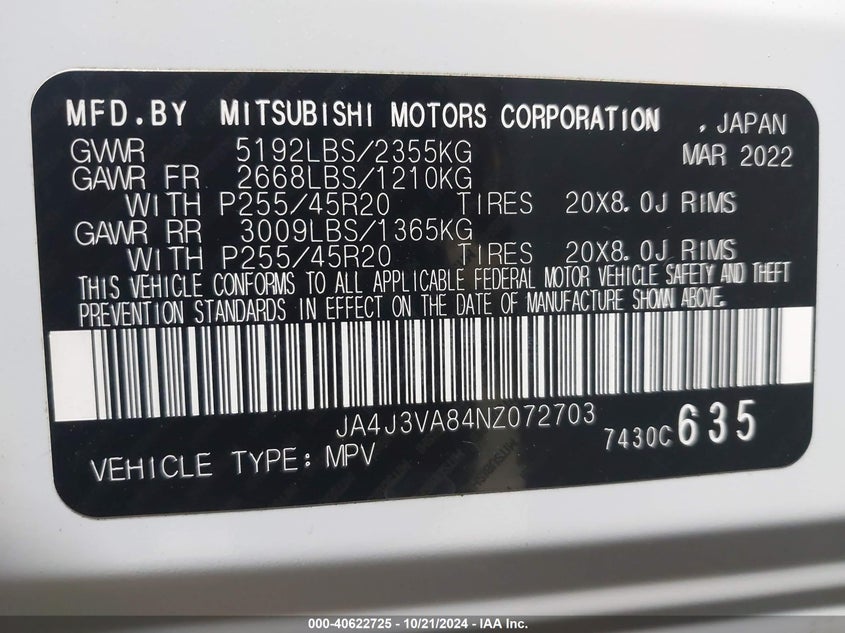 MFD.BY MITSUBISHI MOTORS CORPORATION , JAPAN
GVWR 5192LBS/2355KG MAR 2022
GAWR FR 2668LBS/1210KG
WITH P255/45R20 TIRES 20X8.0J RIMS
GAWR RR 3009LBS/1365KG
WITH P255/45R20 TIRES 20X8.0J RIMS
THIS VEHICLE CONFORMS TO ALL APPLICABLE FEDERAL MOTOR VEHICLE SAFETY AND THEFT
PREVENTION STANDARDS IN EFFECT ON THE DATE OF MANUFACTURE SHOWN ABOVE.
JA4J3VA84NZ072703
7430C635
VEHICLE TYPE: MPV
000-40622725 - 10/21/2024 - IAA Inc.